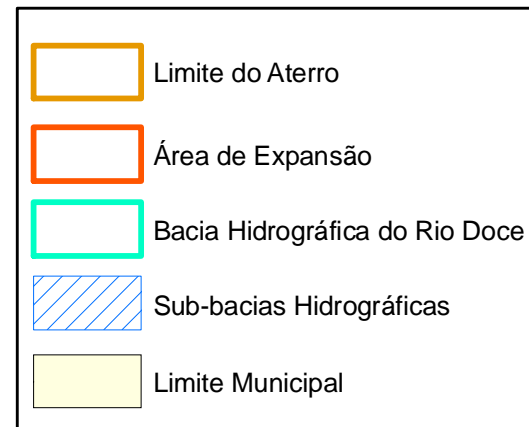 Limite do Aterro
Área de Expansão
Bacia Hidrográfica do Rio Doce
Sub-bacias Hidrográficas
Limite Municipal